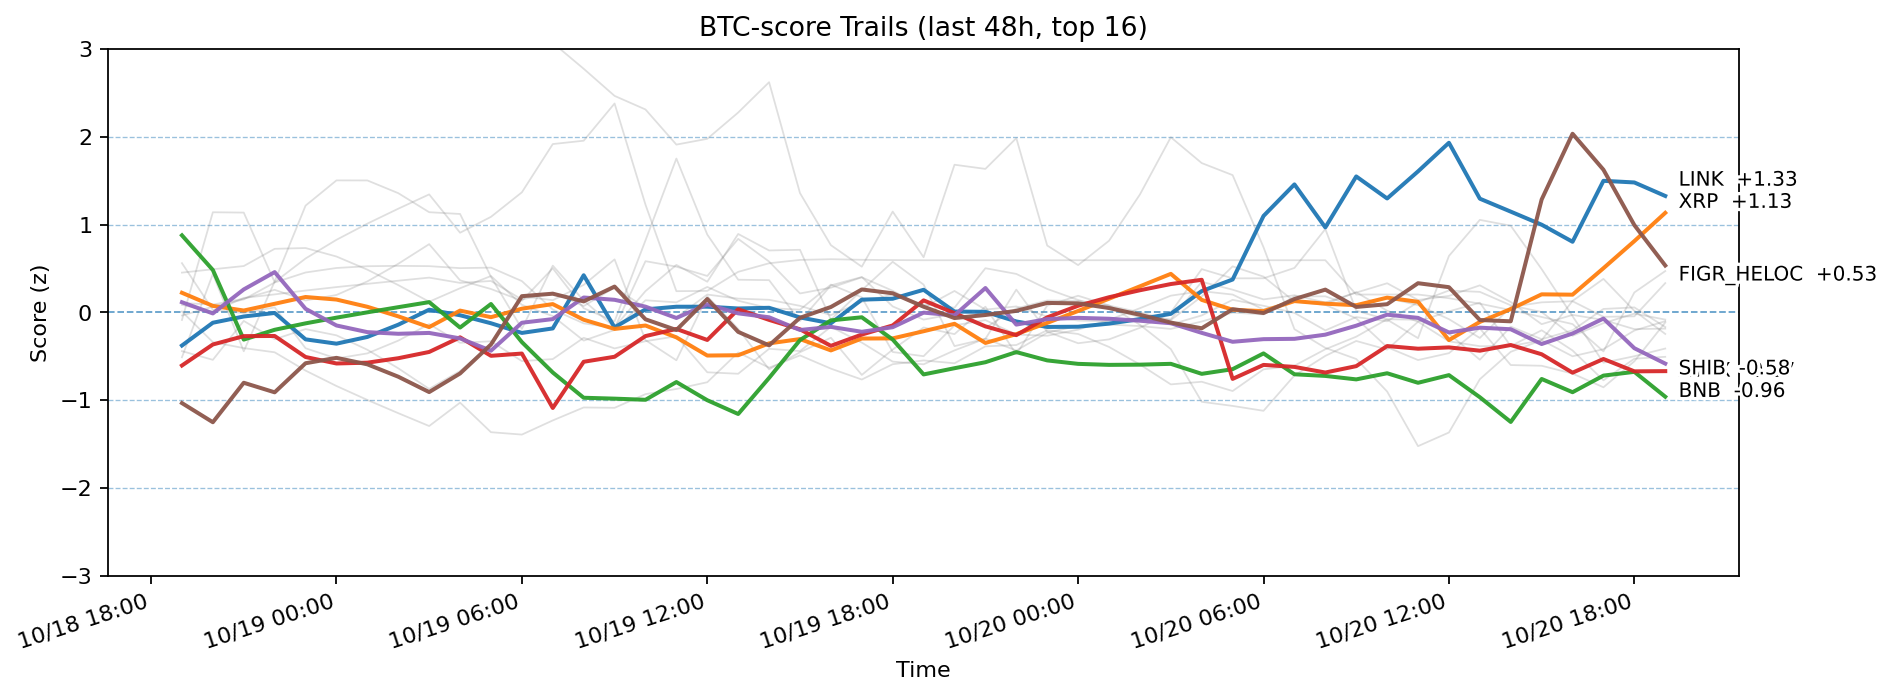 BTC-score Trails (last 48h, top 16)
Score (z)
3
2
1
0
−1
−2
−3
LINK +1.33
XRP +1.13
FIGR_HELOC +0.53
-0.58
BNB -0.96
10/18 18:00
10/19 00:00
10/19 06:00
10/19 12:00
10/19 18:00
10/20 00:00
10/20 06:00
10/20 12:00
10/20 18:00
Time